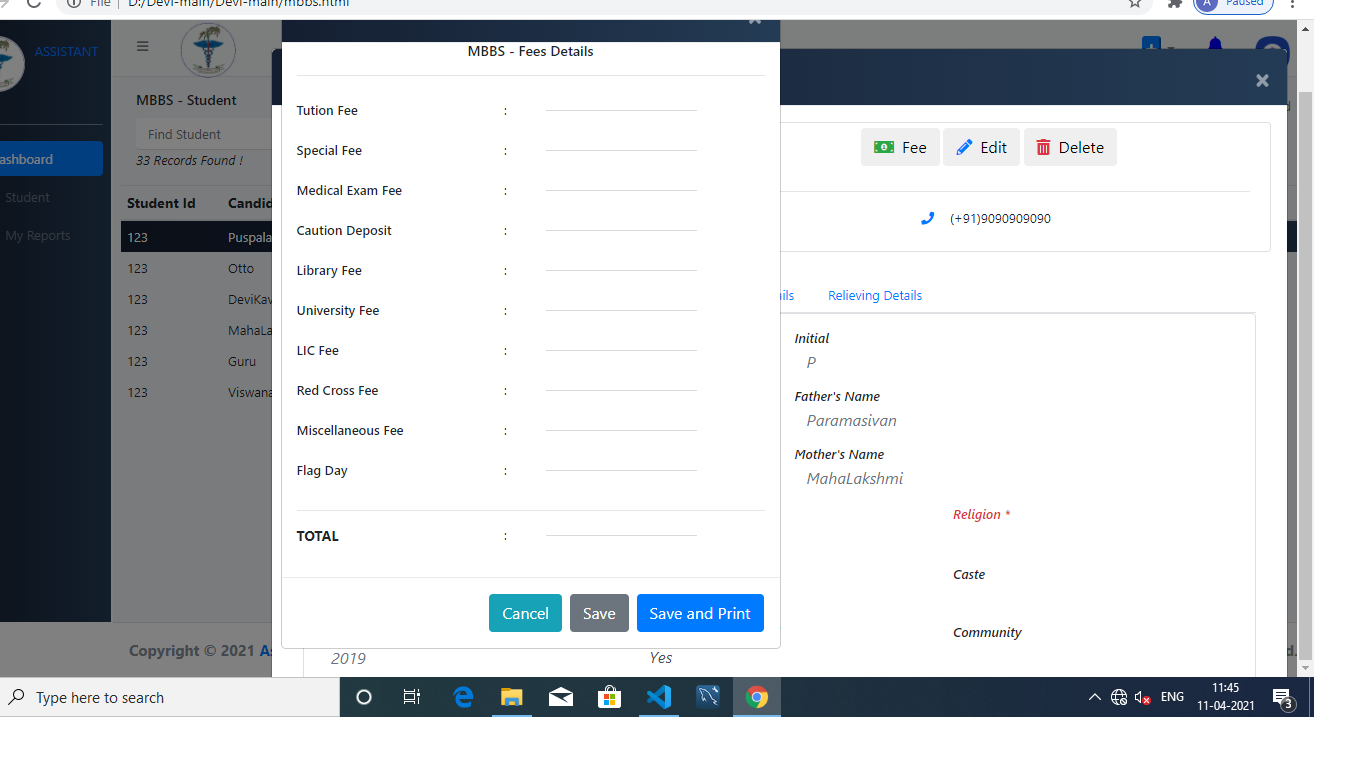 File | D:/Devi-main/Devi-main/mbbs.html
A
Paused
ASSISTANT
MBBS - Student
Find Student
33 Records Found !
ashboard
Student
My Reports
Student Id Candid
123 Puspala
123 Otto
123 DeviKav
123 MahaLa
123 Guru
123 Viswana
MBBS - Fees Details
Tution Fee :
Special Fee :
Medical Exam Fee :
Caution Deposit :
Library Fee :
University Fee :
LIC Fee :
Red Cross Fee :
Miscellaneous Fee :
Flag Day :
TOTAL :
Cancel Save Save and Print
×
Fee Edit Delete
(+91)9090909090
ils Relieving Details
Initial
P
Father's Name
Paramasivan
Mother's Name
MahaLakshmi
Religion *
Caste
Community
2019 Yes
Copyright © 2021 As
d.
Type here to search
ENG
11:45
11-04-2021
3